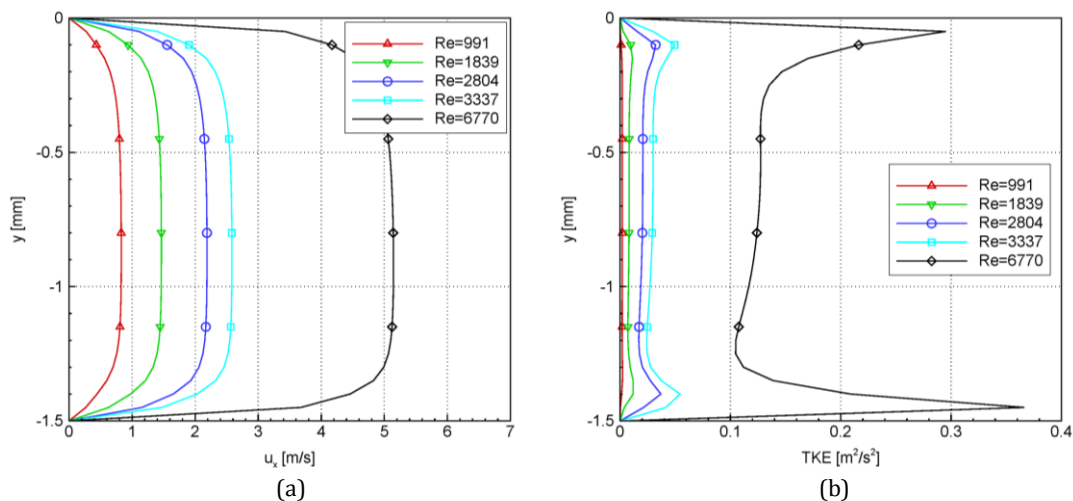 (a)
0
-0.5
-1
-1.5
y [mm]
0 1 2 3 4 5 6 7
u_x [m/s]
Re=991
Re=1839
Re=2804
Re=3337
Re=6770
(a)
(b)
0
-0.5
-1
-1.5
y [mm]
0 0.1 0.2 0.3 0.4
TKE [m²/s²]
Re=991
Re=1839
Re=2804
Re=3337
Re=6770
(b)